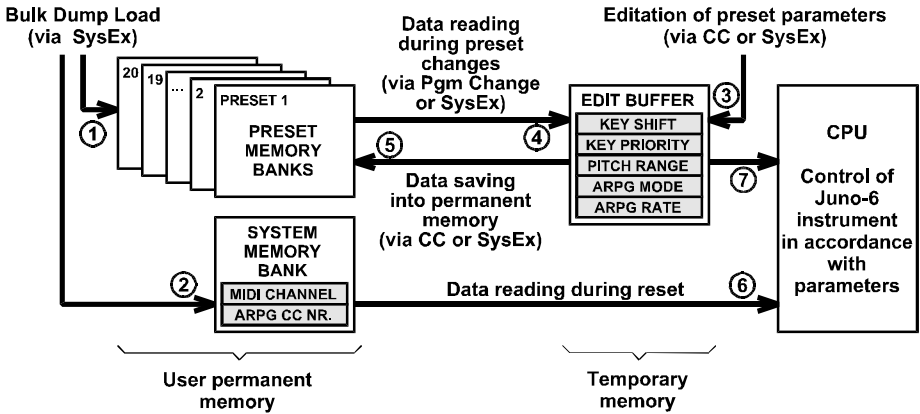 Bulk Dump Load
(via SysEx)
20
19
...
2
PRESET 1
PRESET
MEMORY
BANKS
1
Data reading
during preset
changes
(via Pgm Change
or SysEx)
4
5
Data saving
into permanent
memory
(via CC or SysEx)
Editation of preset parameters
(via CC or SysEx)
3
EDIT BUFFER
KEY SHIFT
KEY PRIORITY
PITCH RANGE
ARPG MODE
ARPG RATE
7
CPU
Control of
Juno-6
instrument
in accordance
with
parameters
SYSTEM
MEMORY
BANK
MIDI CHANNEL
ARPG CC NR.
2
Data reading during reset
6
User permanent
memory
Temporary
memory